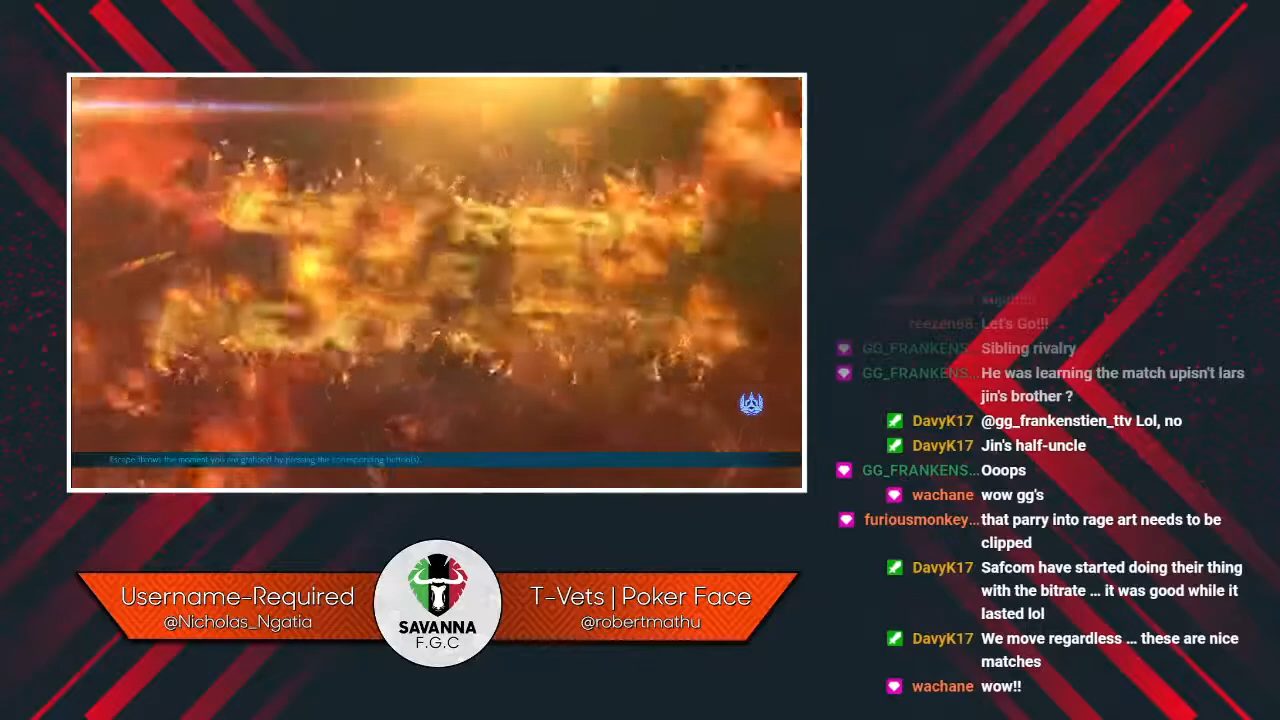 Escape throws the moment you are grabbed by pressing the corresponding button(s).
reezen88 Let's Go!!!
GG_FRANKENS... Sibling rivalry
GG_FRANKENS... He was learning the match upisn't lars
jin's brother ?
DavyK17 @gg_frankenstien_ttv Lol, no
DavyK17 Jin's half-uncle
GG_FRANKENS... Ooops
wachane wow gg's
furiousmonkey... that parry into rage art needs to be
clipped
DavyK17 Safcom have started doing their thing
with the bitrate … it was good while it
lasted lol
DavyK17 We move regardless … these are nice
matches
wachane wow!!
Username-Required
@Nicholas_Ngatia
SAVANNA
F.G.C
T-Vets | Poker Face
@robertmathu